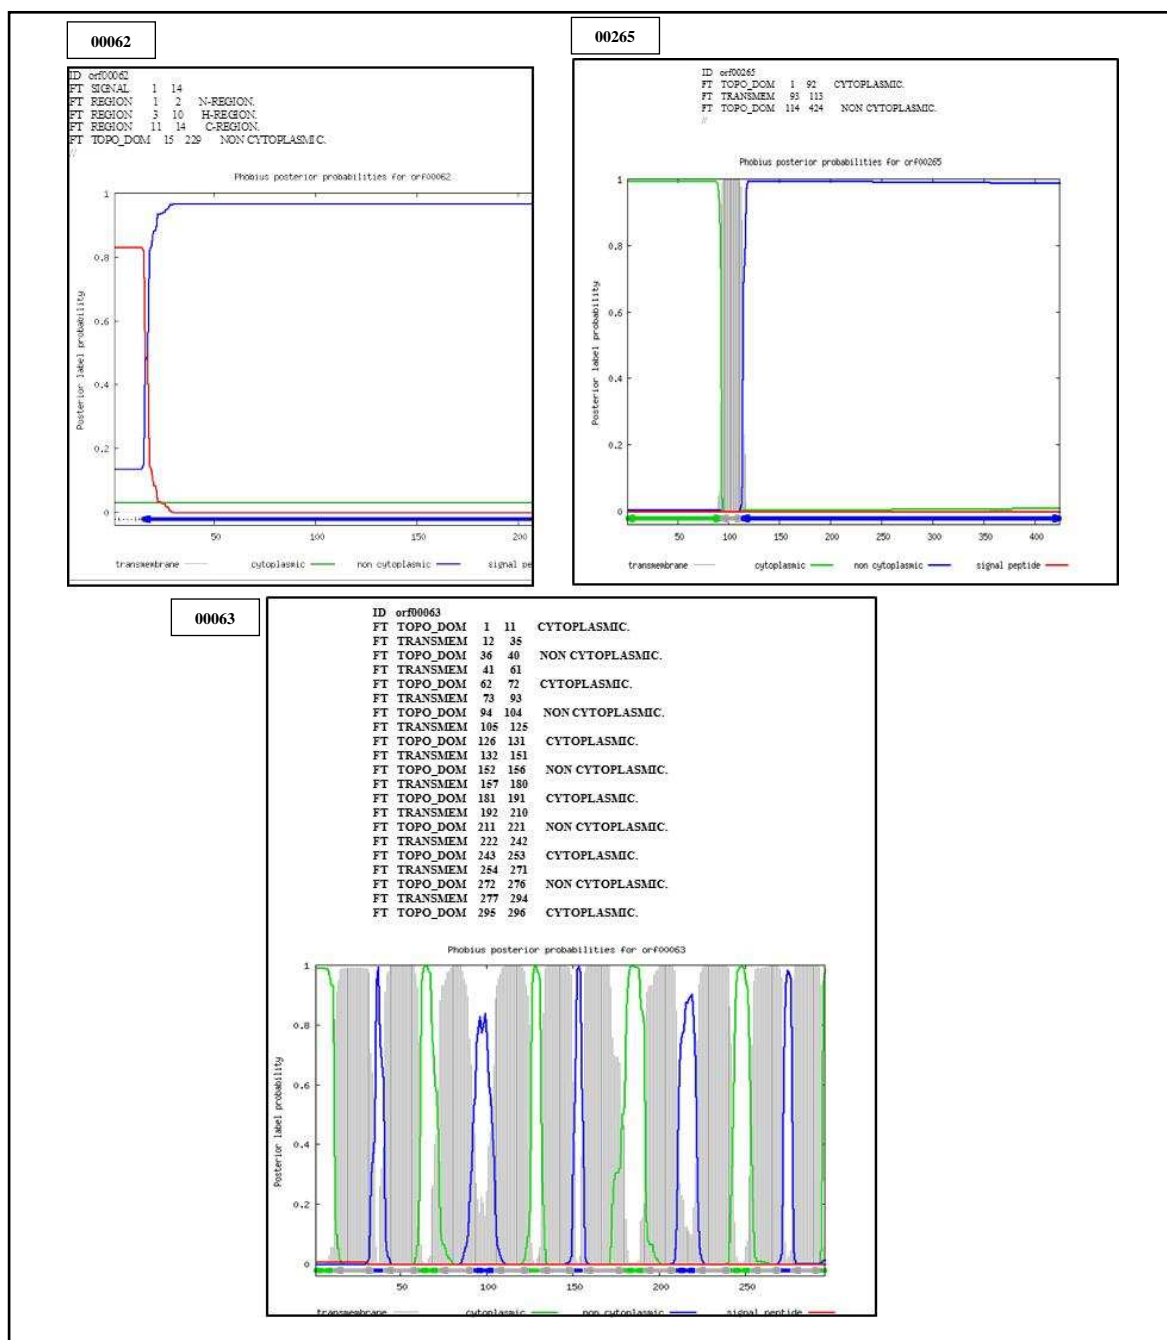 00062
ID orf00062
FT SIGNAL 1 14
FT REGION 1 2 N-REGION.
FT REGION 3 10 H-REGION.
FT REGION 11 14 C-REGION.
FT TOPO_DOM 15 229 NON CYTOPLASMIC.
//
Phobius posterior probabilities for orf00062
Posterior label probability
1
0.8
0.6
0.4
0.2
0
50 100 150 200
transmembrane cytoplasmic non cytoplasmic signal pe
00265
ID orf00265
FT TOPO_DOM 1 92 CYTOPLASMIC.
FT TRANSMEM 93 113
FT TOPO_DOM 114 424 NON CYTOPLASMIC.
//
Phobius posterior probabilities for orf00265
Posterior label probability
1
0.8
0.6
0.4
0.2
0
50 100 150 200 250 300 350 400
transmembrane cytoplasmic non cytoplasmic signal peptide
00063
ID orf00063
FT TOPO_DOM 1 11 CYTOPLASMIC.
FT TRANSMEM 12 35
FT TOPO_DOM 36 40 NON CYTOPLASMIC.
FT TRANSMEM 41 61
FT TOPO_DOM 62 72 CYTOPLASMIC.
FT TRANSMEM 73 93
FT TOPO_DOM 94 104 NON CYTOPLASMIC.
FT TRANSMEM 105 125
FT TOPO_DOM 126 131 CYTOPLASMIC.
FT TRANSMEM 132 151
FT TOPO_DOM 152 156 NON CYTOPLASMIC.
FT TRANSMEM 157 180
FT TOPO_DOM 181 191 CYTOPLASMIC.
FT TRANSMEM 192 210
FT TOPO_DOM 211 221 NON CYTOPLASMIC.
FT TRANSMEM 222 242
FT TOPO_DOM 243 253 CYTOPLASMIC.
FT TRANSMEM 254 271
FT TOPO_DOM 272 276 NON CYTOPLASMIC.
FT TRANSMEM 277 294
FT TOPO_DOM 295 296 CYTOPLASMIC.
Phobius posterior probabilities for orf00063
Posterior label probability
1
0.8
0.6
0.4
0.2
0
50 100 150 200 250
transmembrane cytoplasmic non cytoplasmic signal peptide